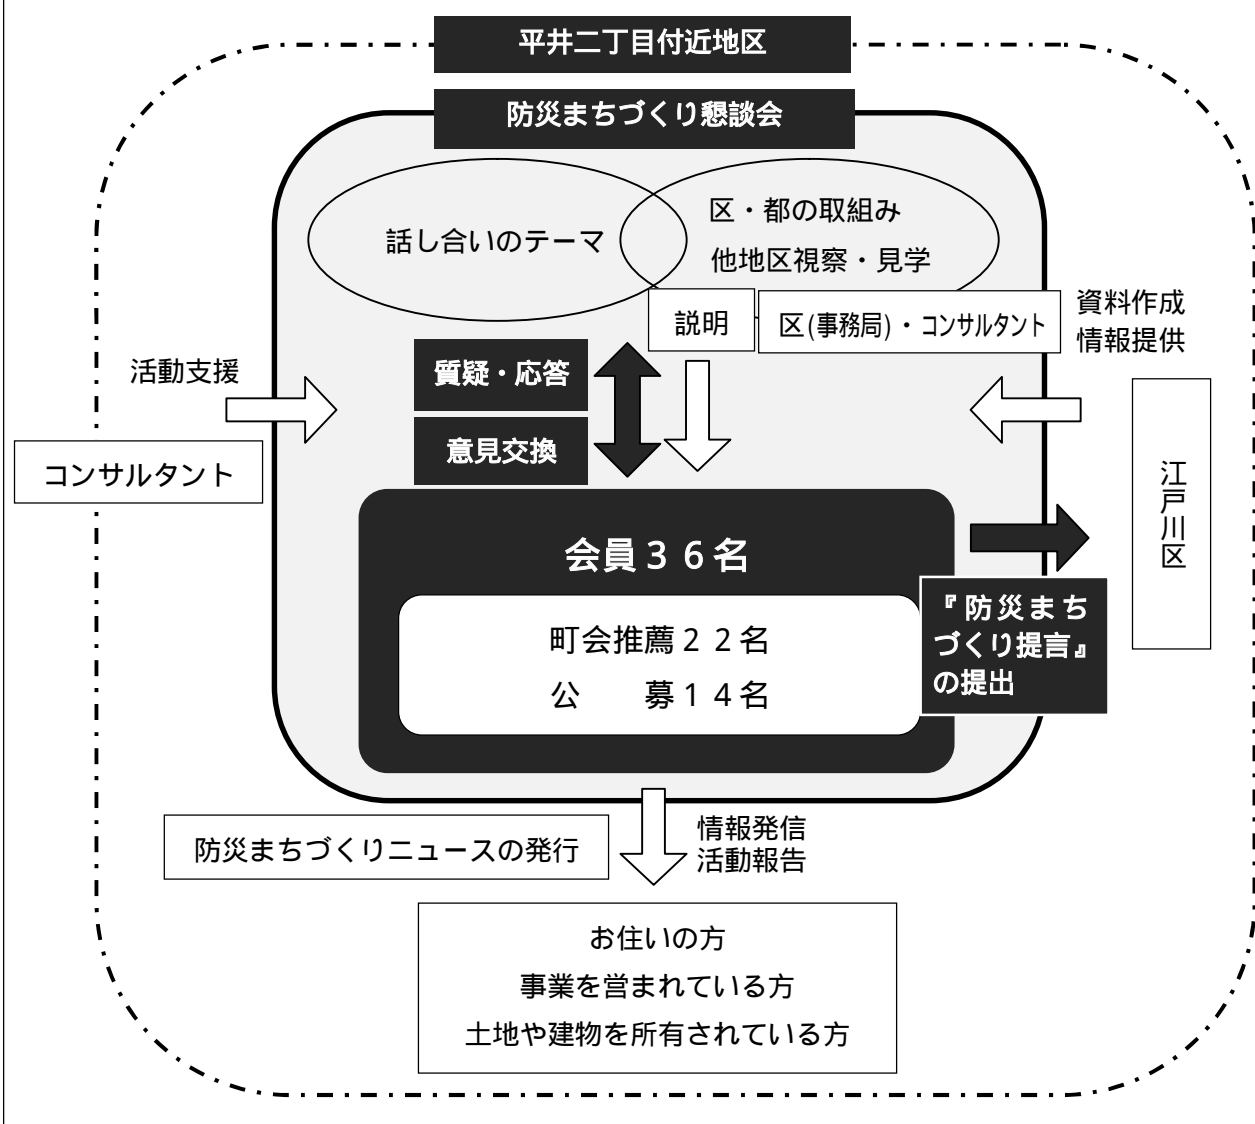 平井二丁目付近地区
防災まちづくり懇談会
話し合いのテーマ
区・都の取組み
他地区視察・見学
説明
区(事務局)・コンサルタント
資料作成
情報提供
活動支援
質疑・応答
意見交換
コンサルタント
江戸川区
会員３６名
町会推薦２２名
公　　募１４名
『防災まち
づくり提言』
の提出
防災まちづくりニュースの発行
情報発信
活動報告
お住いの方
事業を営まれている方
土地や建物を所有されている方